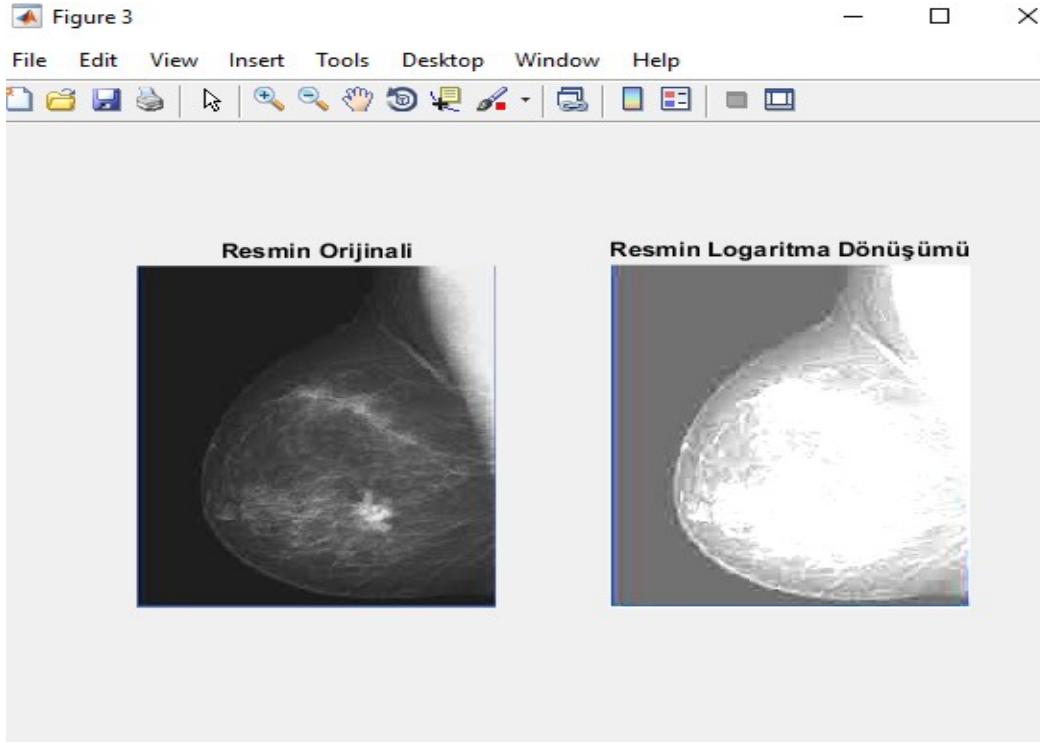 Figure 3
File Edit View Insert Tools Desktop Window Help
Resmin Orijinali
Resmin Logaritma Dönüşümü